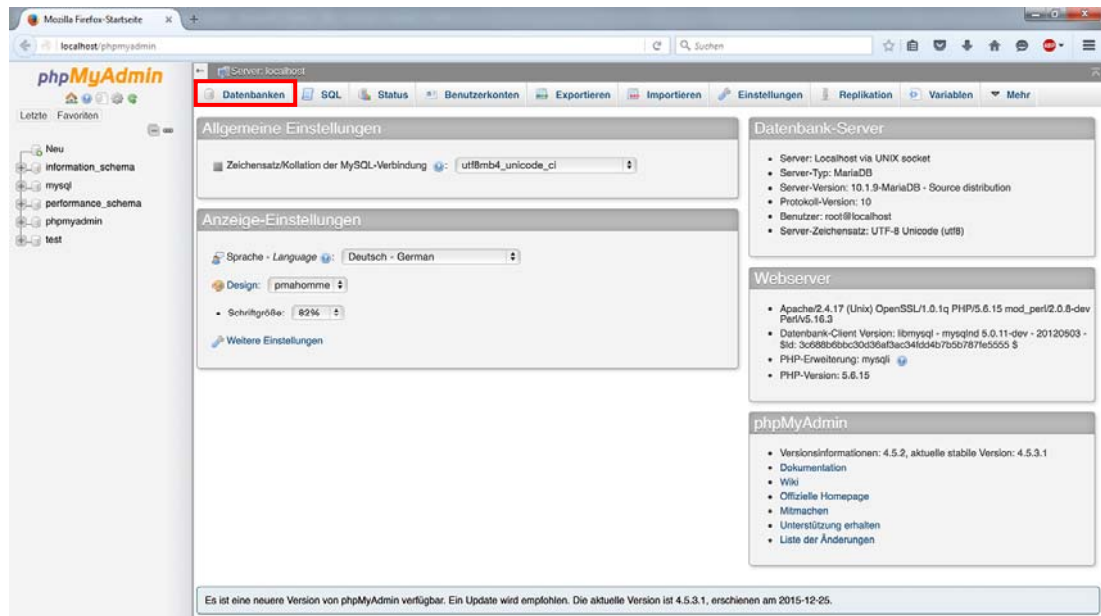 Mozilla Firefox-Startseite
localhost/phpmyadmin
Suchen
phpMyAdmin
Letzte Favoriten
Neu
information_schema
mysql
performance_schema
phpmyadmin
test
Server: localhost
Datenbanken SQL Status Benutzerkonten Exportieren Importieren Einstellungen Replikation Variablen Mehr
Allgemeine Einstellungen
Zeichensatz/Kollation der MySQL-Verbindung : utf8mb4_unicode_ci
Anzeige-Einstellungen
Sprache - Language : Deutsch - German
Design: pmahomme
Schriftgröße: 82%
Weitere Einstellungen
Datenbank-Server
Server: Localhost via UNIX socket
Server-Typ: MariaDB
Server-Version: 10.1.9-MariaDB - Source distribution
Protokoll-Version: 10
Benutzer: root@localhost
Server-Zeichensatz: UTF-8 Unicode (utf8)
Webserver
Apache/2.4.17 (Unix) OpenSSL/1.0.1q PHP/5.6.15 mod_perl/2.0.8-dev
Perl/v5.16.3
Datenbank-Client Version: libmysql - mysqlnd 5.0.11-dev - 20120503 -
$Id:
PHP-Erweiterung: mysqli
PHP-Version: 5.6.15
phpMyAdmin
Versionsinformationen: 4.5.2, aktuelle stabile Version: 4.5.3.1
Dokumentation
Wiki
Offizielle Homepage
Mitmachen
Unterstützung erhalten
Liste der Änderungen
Es ist eine neuere Version von phpMyAdmin verfügbar. Ein Update wird empfohlen. Die aktuelle Version ist 4.5.3.1, erschienen am 2015-12-25.